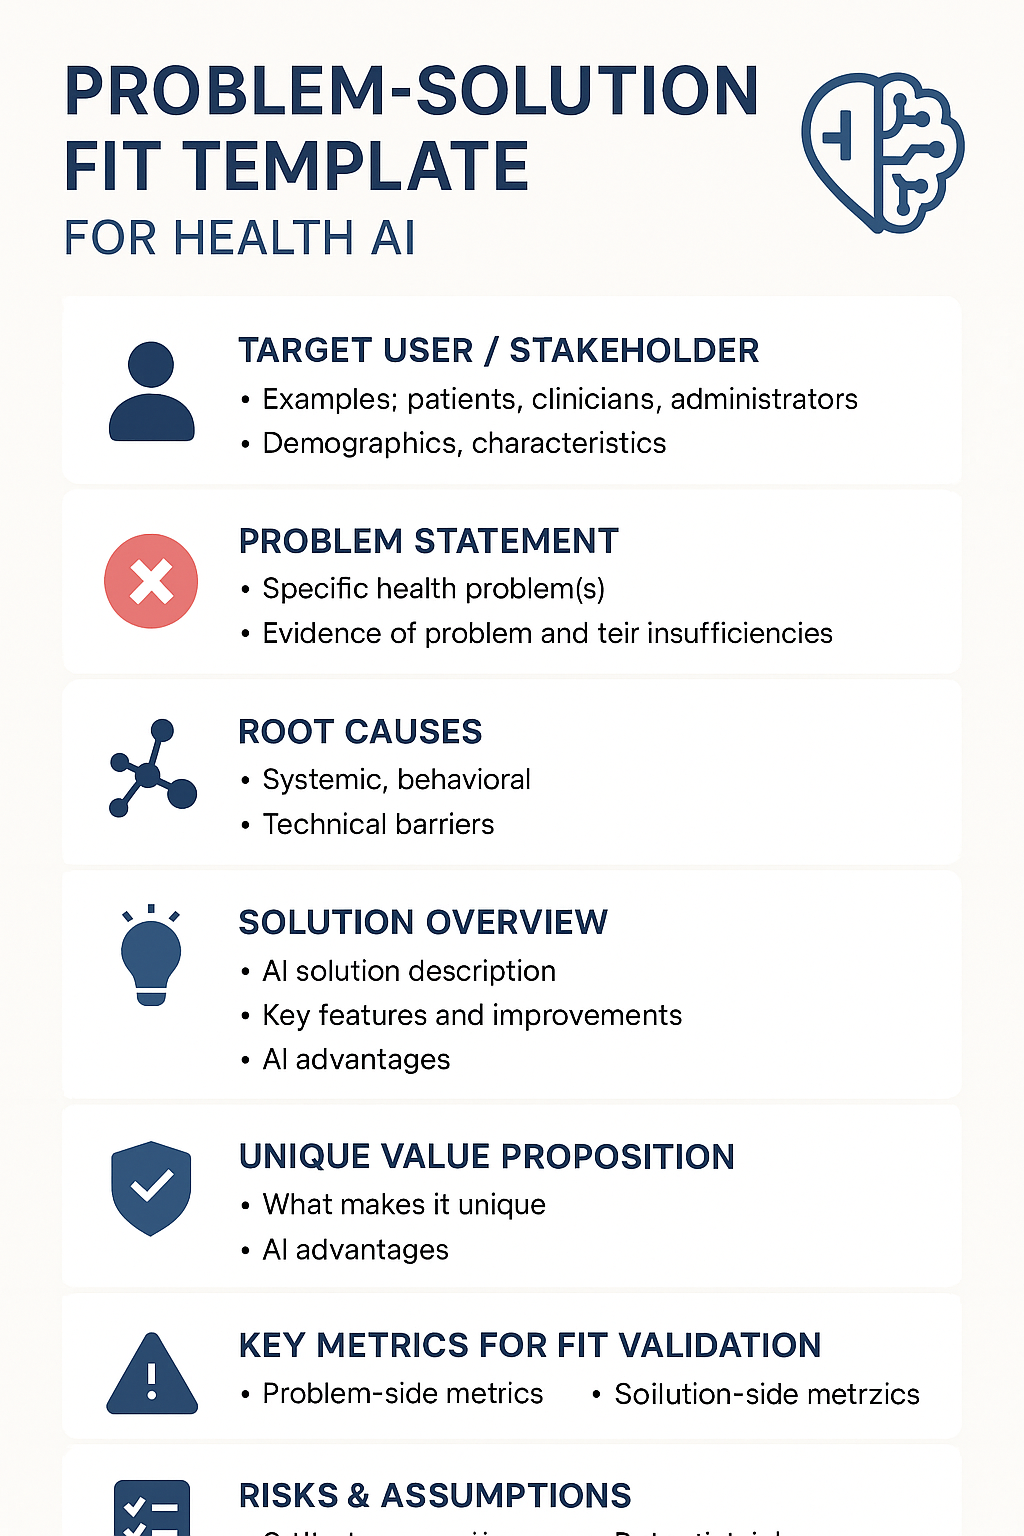 PROBLEM-SOLUTION
FIT TEMPLATE
FOR HEALTH AI
TARGET USER / STAKEHOLDER
• Examples; patients, clinicians, administrators
• Demographics, characteristics
PROBLEM STATEMENT
• Specific health problem(s)
• Evidence of problem and teir insufficiencies
ROOT CAUSES
• Systemic, behavioral
• Technical barriers
SOLUTION OVERVIEW
• AI solution description
• Key features and improvements
• AI advantages
UNIQUE VALUE PROPOSITION
• What makes it unique
• AI advantages
KEY METRICS FOR FIT VALIDATION
• Problem-side metrics • Soilution-side metrzics
RISKS & ASSUMPTIONS